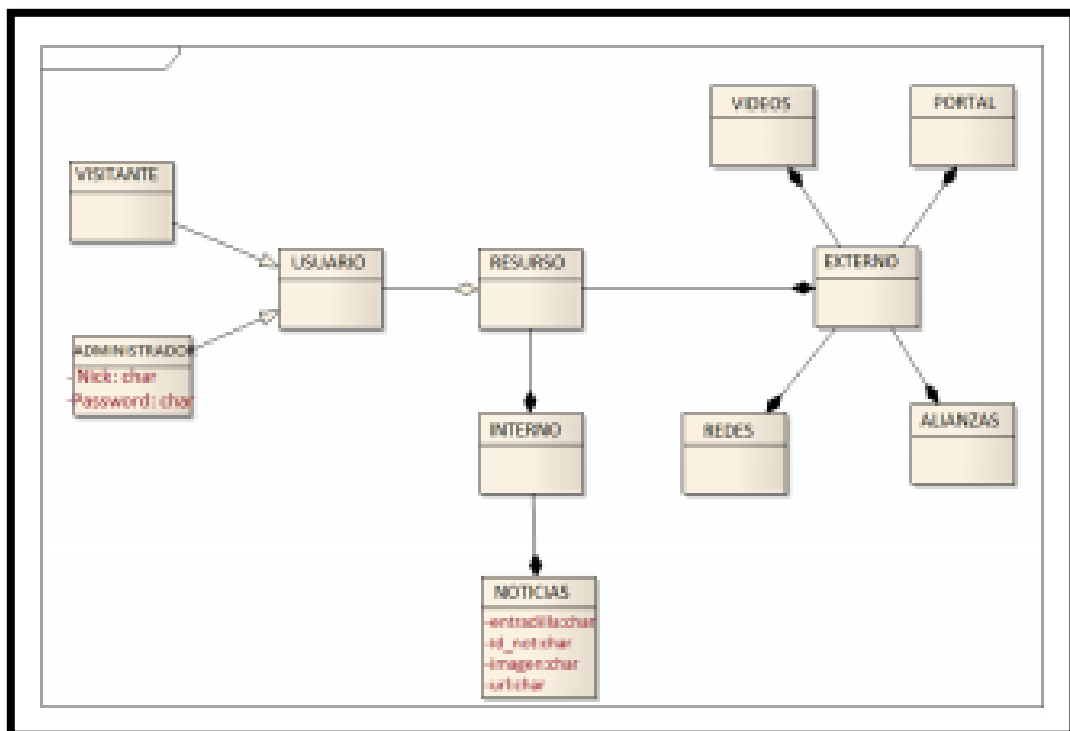 VIDEOS
PORTAL
VISITANTE
USUARIO
RESURSO
EXTERNO
ADMINISTRADOR
- Nick: char
-Password: char
INTERNO
REDES
ALIANZAS
NOTICIAS
-entradilla:char
-id_not:char
-imagen:char
-url:char